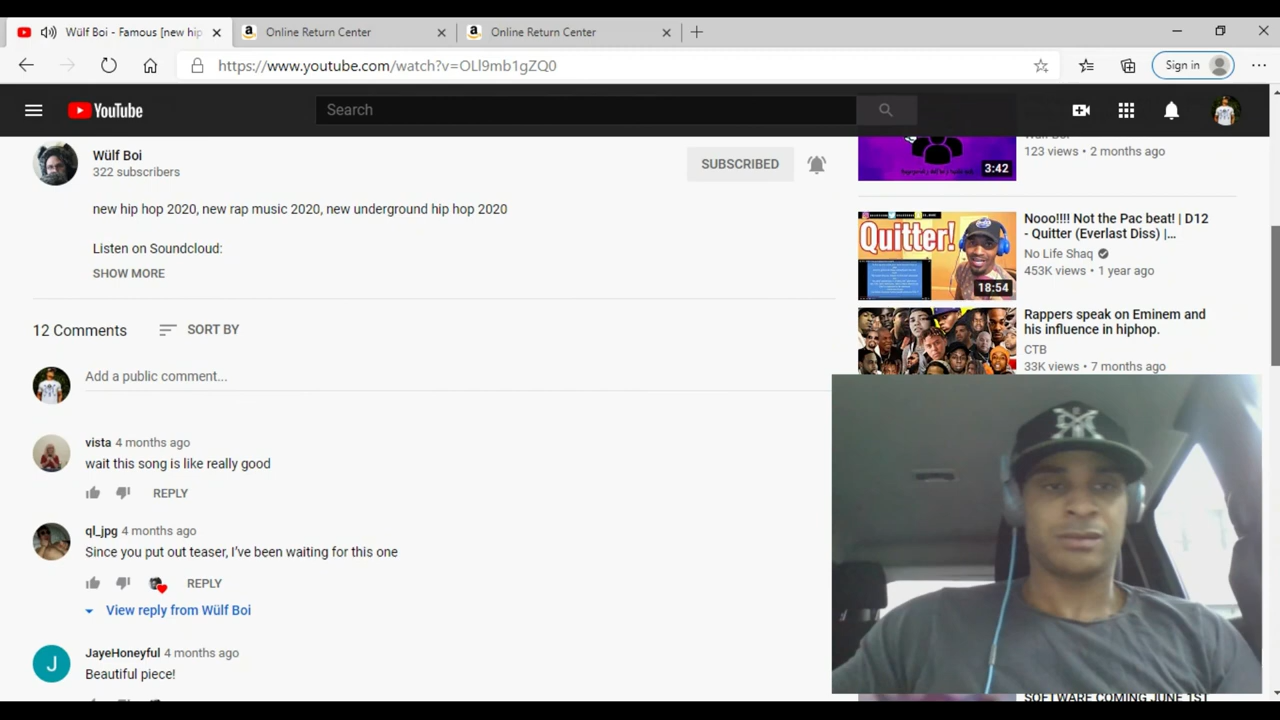 Wülf Boi - Famous [new hip
Online Return Center
Online Return Center
https://www.youtube.com/watch?v=OLl9mb1gZQ0
Sign in
YouTube
Search
Wülf Boi
322 subscribers
SUBSCRIBED
new hip hop 2020, new rap music 2020, new underground hip hop 2020
Listen on Soundcloud:
SHOW MORE
12 Comments
SORT BY
Add a public comment...
vista 4 months ago
wait this song is like really good
REPLY
ql_jpg 4 months ago
Since you put out teaser, I've been waiting for this one
REPLY
View reply from Wülf Boi
J
JayeHoneyful 4 months ago
Beautiful piece!
3:42
123 views • 2 months ago
Quitter!
18:54
Nooo!!!! Not the Pac beat! | D12
- Quitter (Everlast Diss) |...
No Life Shaq
453K views • 1 year ago
Rappers speak on Eminem and
his influence in hiphop.
CTB
33K views • 7 months ago
SOFTWARE COMING JUNE 1ST